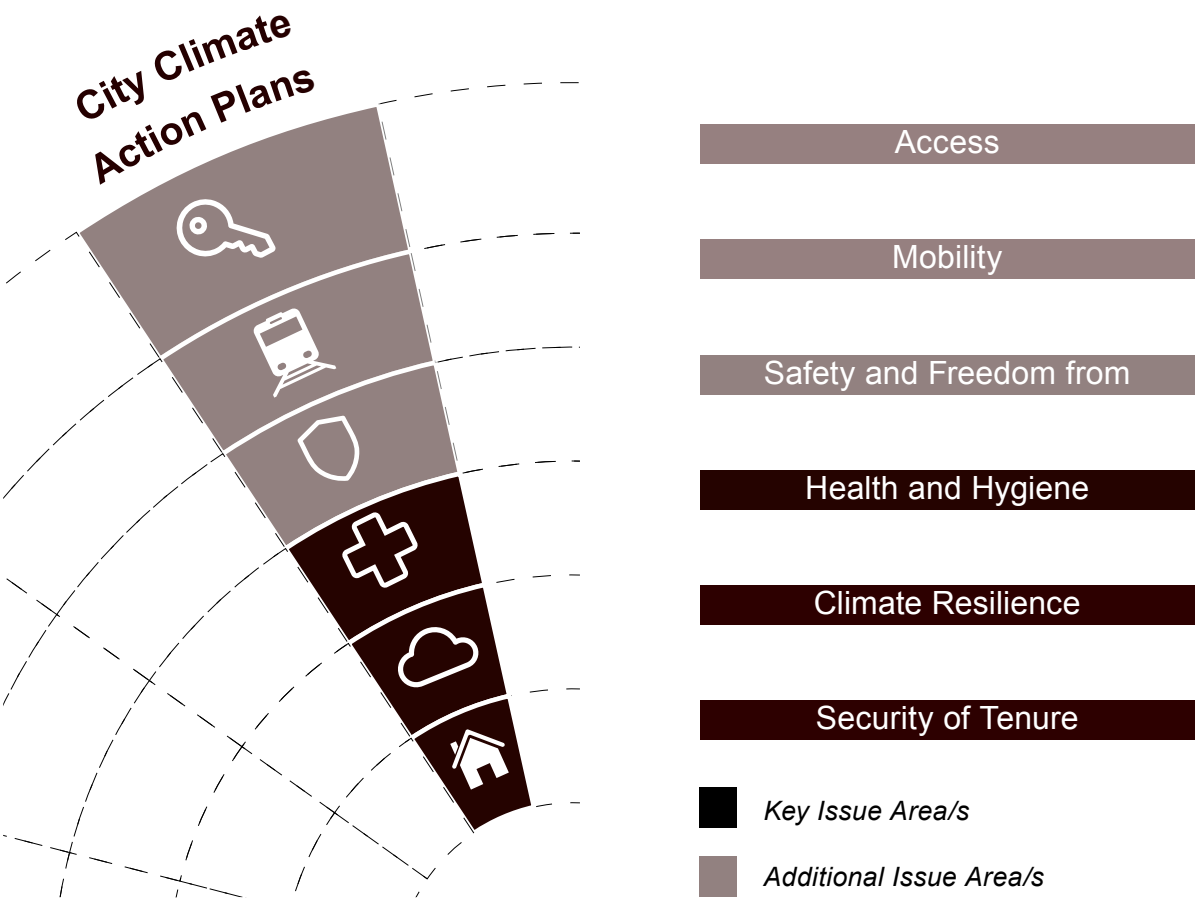 City Climate
Action Plans
Access
Mobility
Safety and Freedom from
Health and Hygiene
Climate Resilience
Security of Tenure
Key Issue Area/s
Additional Issue Area/s